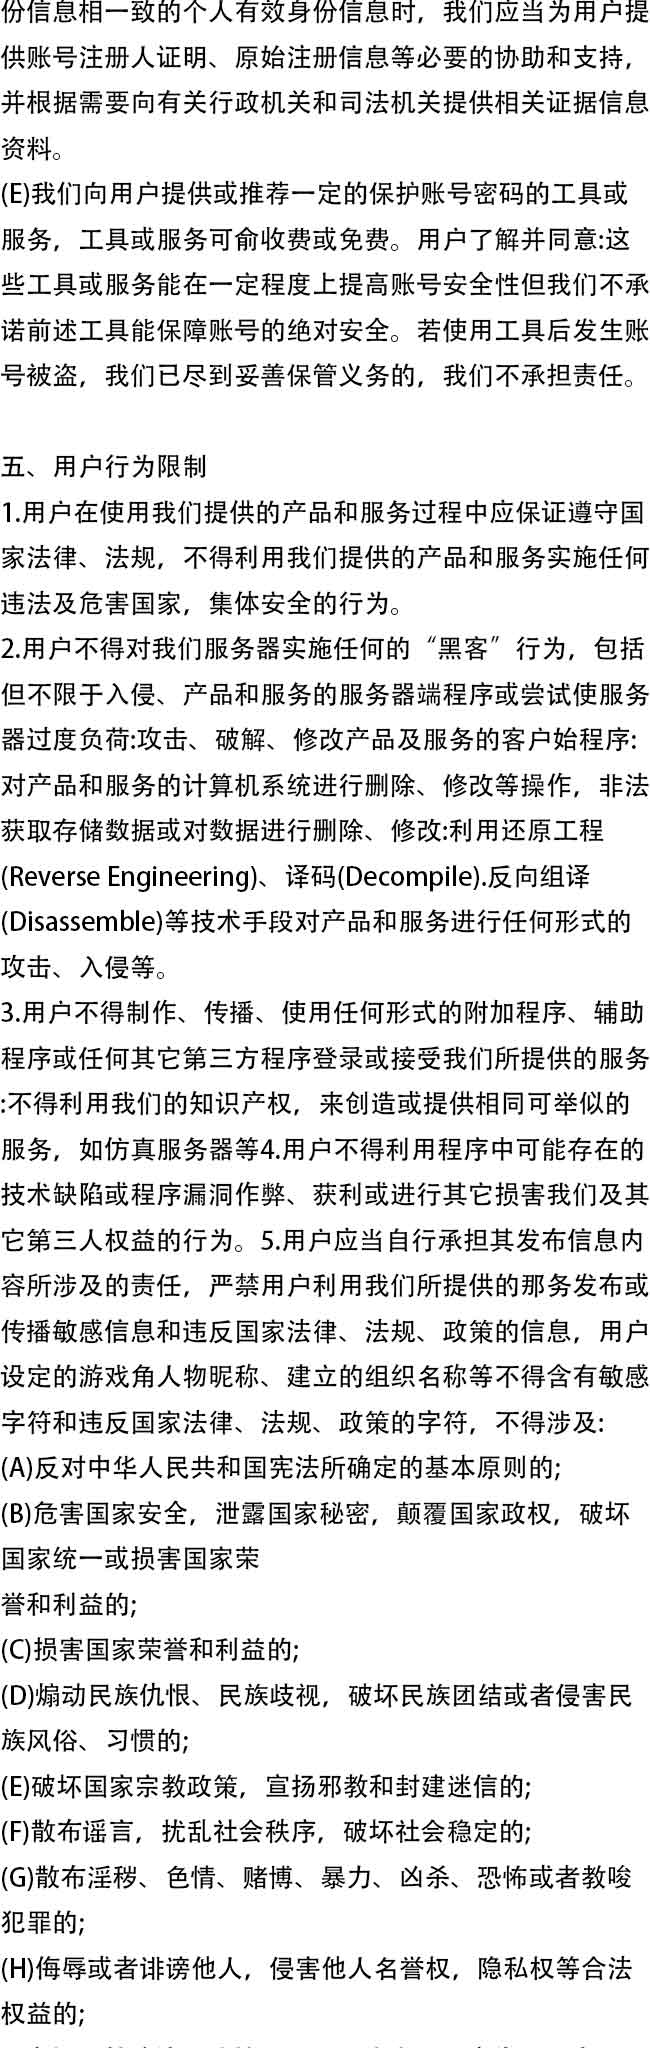 份信息相一致的个人有效身份信息时，我们应当为用户提
供账号注册人证明、原始注册信息等必要的协助和支持，
并根据需要向有关行政机关和司法机关提供相关证据信息
资料。
(E)我们向用户提供或推荐一定的保护账号密码的工具或
服务，工具或服务可俞收费或免费。用户了解并同意:这
些工具或服务能在一定程度上提高账号安全性但我们不承
诺前述工具能保障账号的绝对安全。若使用工具后发生账
号被盗，我们已尽到妥善保管义务的，我们不承担责任。
五、用户行为限制
1.用户在使用我们提供的产品和服务过程中应保证遵守国
家法律、法规，不得利用我们提供的产品和服务实施任何
违法及危害国家，集体安全的行为。
2.用户不得对我们服务器实施任何的“黑客”行为，包括
但不限于入侵、产品和服务的服务器端程序或尝试使服务
器过度负荷:攻击、破解、修改产品及服务的客户始程序:
对产品和服务的计算机系统进行删除、修改等操作，非法
获取存储数据或对数据进行删除、修改:利用还原工程
(Reverse Engineering)、译码(Decompile).反向组译
(Disassemble)等技术手段对产品和服务进行任何形式的
攻击、入侵等。
3.用户不得制作、传播、使用任何形式的附加程序、辅助
程序或任何其它第三方程序登录或接受我们所提供的服务
:不得利用我们的知识产权，来创造或提供相同可举似的
服务，如仿真服务器等4.用户不得利用程序中可能存在的
技术缺陷或程序漏洞作弊、获利或进行其它损害我们及其
它第三人权益的行为。5.用户应当自行承担其发布信息内
容所涉及的责任，严禁用户利用我们所提供的那务发布或
传播敏感信息和违反国家法律、法规、政策的信息，用户
设定的游戏角人物昵称、建立的组织名称等不得含有敏感
字符和违反国家法律、法规、政策的字符，不得涉及:
(A)反对中华人民共和国宪法所确定的基本原则的;
(B)危害国家安全，泄露国家秘密，颠覆国家政权，破坏
国家统一或损害国家荣
誉和利益的;
(C)损害国家荣誉和利益的;
(D)煽动民族仇恨、民族歧视，破坏民族团结或者侵害民
族风俗、习惯的;
(E)破坏国家宗教政策，宣扬邪教和封建迷信的;
(F)散布谣言，扰乱社会秩序，破坏社会稳定的;
(G)散布淫秽、色情、赌博、暴力、凶杀、恐怖或者教唆
犯罪的;
(H)侮辱或者诽谤他人，侵害他人名誉权，隐私权等合法
权益的;